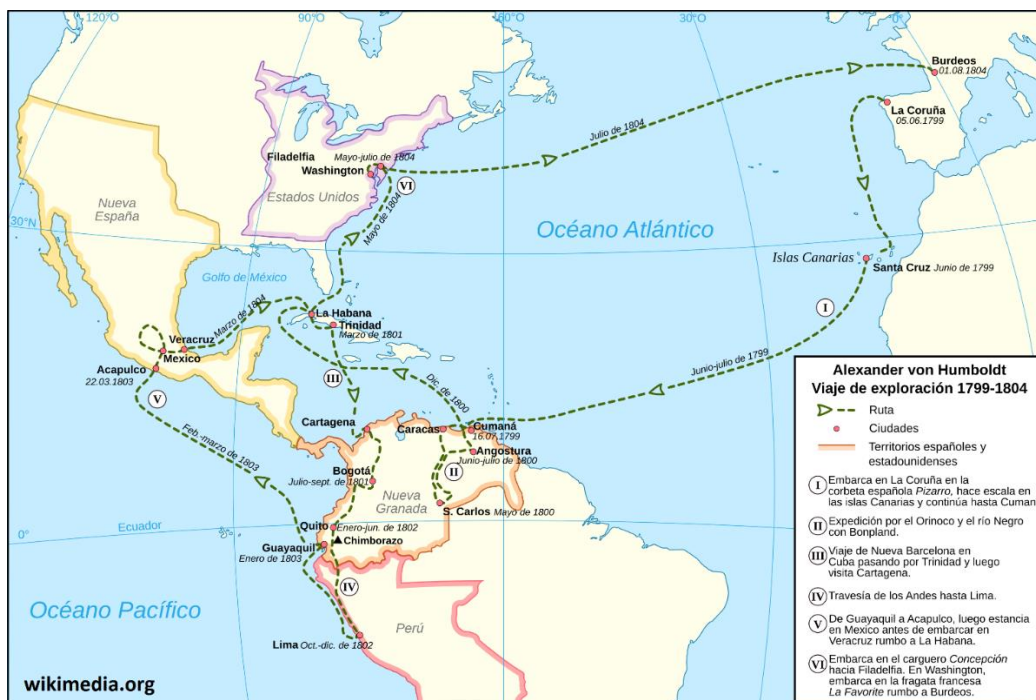 120°O
90°O
60°O
30°O
0°
Burdeos
01.08.1804
La Coruña
05.06.1799
Julio de 1804
Filadelfia
Mayo-julio de 1804
Washington
VI
Estados Unidos
Nueva
España
Mayo de 1804
30°N
Océano Atlántico
Golfo de México
Islas Canarias
Santa Cruz Junio de 1799
I
La Habana
Trinidad
Marzo de 1801
Marzo de 1804
Veracruz
Mexico
Acapulco
22.03.1803
V
III
Dic. de 1800
Junio-julio de 1799
Feb.-marzo de 1803
Cartagena
Caracas
Cumaná
16.07.1799
Angostura
Junio-julio de 1800
II
Bogotá
Julio-sept. de 1801
Nueva
Granada
S. Carlos Mayo de 1800
0°
Ecuador
Quito
Enero-jun. de 1802
Chimborazo
Guayaquil
Enero de 1803
IV
Océano Pacífico
Perú
Lima Oct.-dic. de 1802
wikimedia.org
Alexander von Humboldt
Viaje de exploración 1799-1804
Ruta
Ciudades
Territorios españoles y
estadounidenses
I Embarca en La Coruña en la
corbeta española Pizarro, hace escala en
las islas Canarias y continúa hasta Cumaná
II Expedición por el Orinoco y el río Negro
con Bonpland.
III Viaje de Nueva Barcelona en
Cuba pasando por Trinidad y luego
visita Cartagena.
IV Travesía de los Andes hasta Lima.
V De Guayaquil a Acapulco, luego estancia
en Mexico antes de embarcar en
Veracruz rumbo a La Habana.
VI Embarca en el carguero Concepción
hacia Filadelfia. En Washington,
embarca en la fragata francesa
La Favorite rumbo a Burdeos.